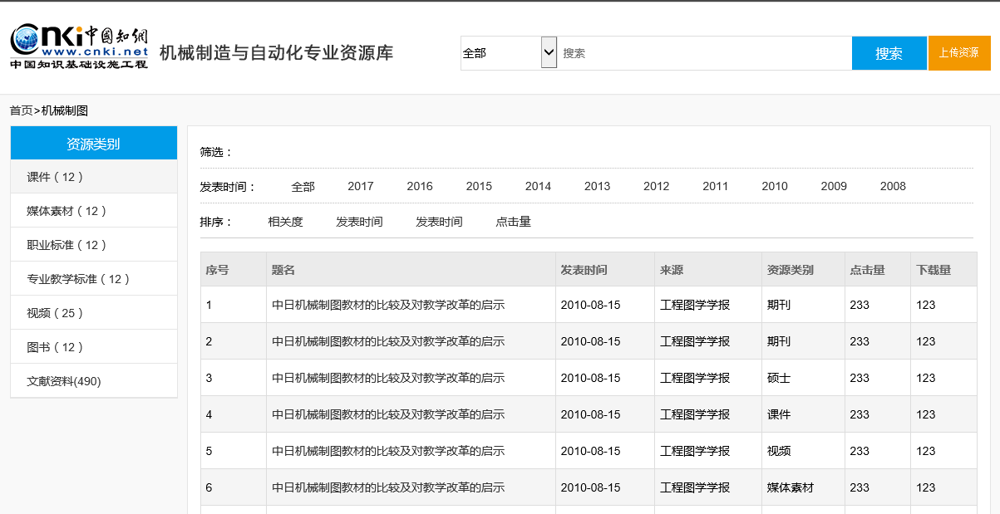 cnki中国知網
www.cnki.net
中国知识基础设施工程
机械制造与自动化专业资源库
全部 搜索 搜索 上传资源
首页>机械制图
资源类别
课件（12）
媒体素材（12）
职业标准（12）
专业教学标准（12）
视频（25）
图书（12）
文献资料(490)
筛选：
发表时间： 全部 2017 2016 2015 2014 2013 2012 2011 2010 2009 2008
排序： 相关度 发表时间 发表时间 点击量
序号 题名 发表时间 来源 资源类别 点击量 下载量
1 中日机械制图教材的比较及对教学改革的启示 2010-08-15 工程图学学报 期刊 233 123
2 中日机械制图教材的比较及对教学改革的启示 2010-08-15 工程图学学报 期刊 233 123
3 中日机械制图教材的比较及对教学改革的启示 2010-08-15 工程图学学报 硕士 233 123
4 中日机械制图教材的比较及对教学改革的启示 2010-08-15 工程图学学报 课件 233 123
5 中日机械制图教材的比较及对教学改革的启示 2010-08-15 工程图学学报 视频 233 123
6 中日机械制图教材的比较及对教学改革的启示 2010-08-15 工程图学学报 媒体素材 233 123